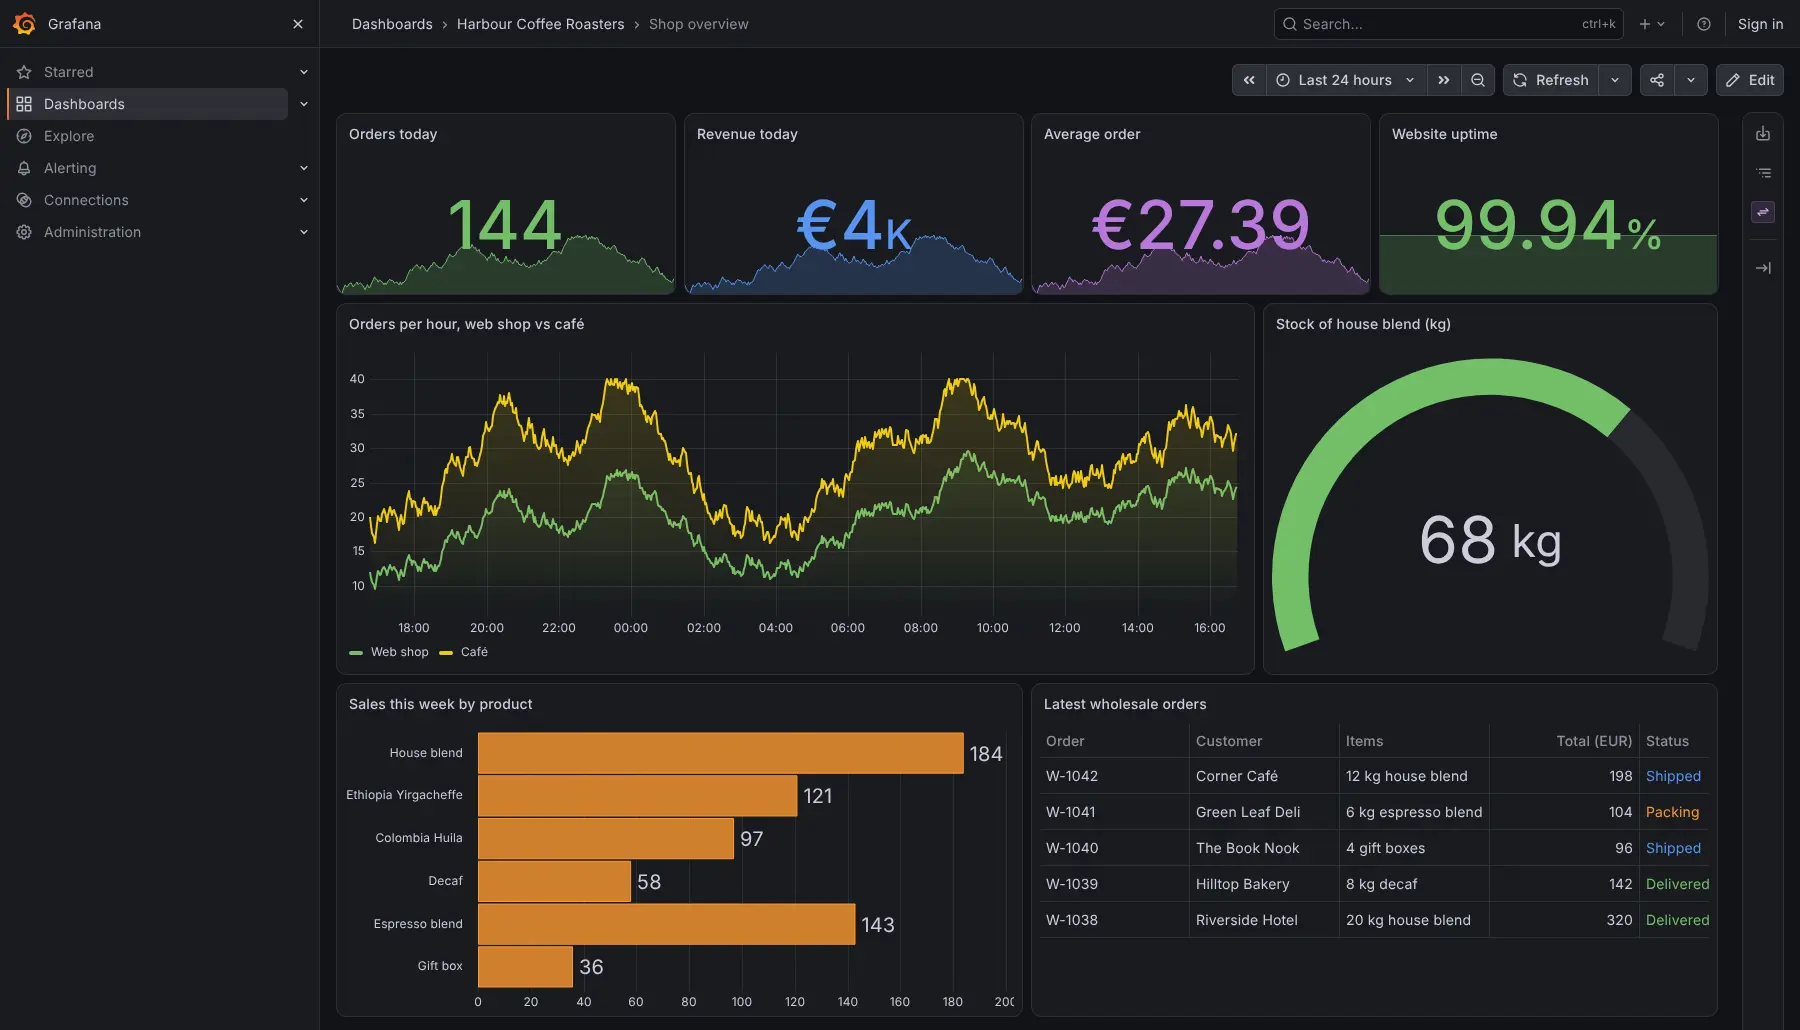 Grafana
Dashboards › Harbour Coffee Roasters › Shop overview
Search... ctrl+k
Sign in
Starred
Dashboards
Explore
Alerting
Connections
Administration
Last 24 hours
Refresh
Edit
Orders today
144
Revenue today
€4K
Average order
€27.39
Website uptime
99.94%
Orders per hour, web shop vs café
40
35
30
25
20
15
10
18:00 20:00 22:00 00:00 02:00 04:00 06:00 08:00 10:00 12:00 14:00 16:00
Web shop Café
Stock of house blend (kg)
68 kg
Sales this week by product
House blend 184
Ethiopia Yirgacheffe 121
Colombia Huila 97
Decaf 58
Espresso blend 143
Gift box 36
0 20 40 60 80 100 120 140 160 180 200
Latest wholesale orders
Order Customer Items Total (EUR) Status
W-1042 Corner Café 12 kg house blend 198 Shipped
W-1041 Green Leaf Deli 6 kg espresso blend 104 Packing
W-1040 The Book Nook 4 gift boxes 96 Shipped
W-1039 Hilltop Bakery 8 kg decaf 142 Delivered
W-1038 Riverside Hotel 20 kg house blend 320 Delivered